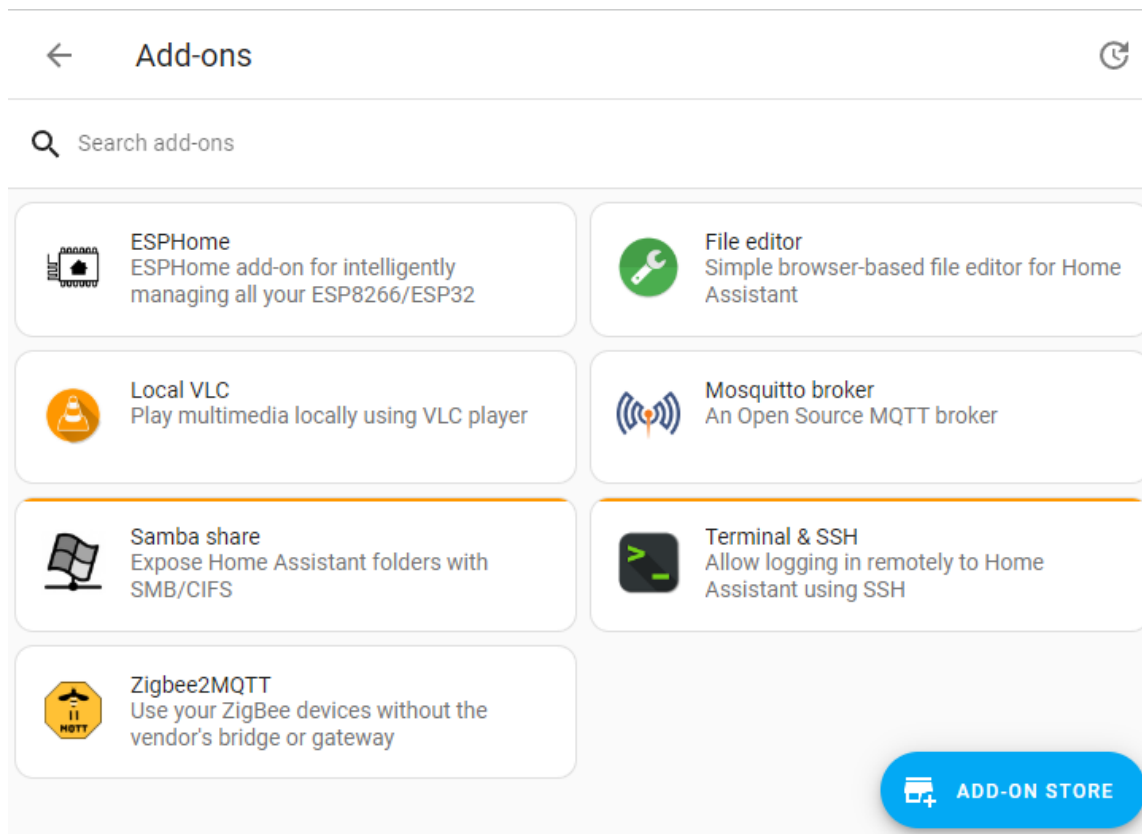 Add-ons
Search add-ons
ESPHome
ESPHome add-on for intelligently
managing all your ESP8266/ESP32
File editor
Simple browser-based file editor for Home
Assistant
Local VLC
Play multimedia locally using VLC player
Mosquitto broker
An Open Source MQTT broker
Samba share
Expose Home Assistant folders with
SMB/CIFS
Terminal & SSH
Allow logging in remotely to Home
Assistant using SSH
MQTT
Zigbee2MQTT
Use your ZigBee devices without the
vendor's bridge or gateway
ADD-ON STORE